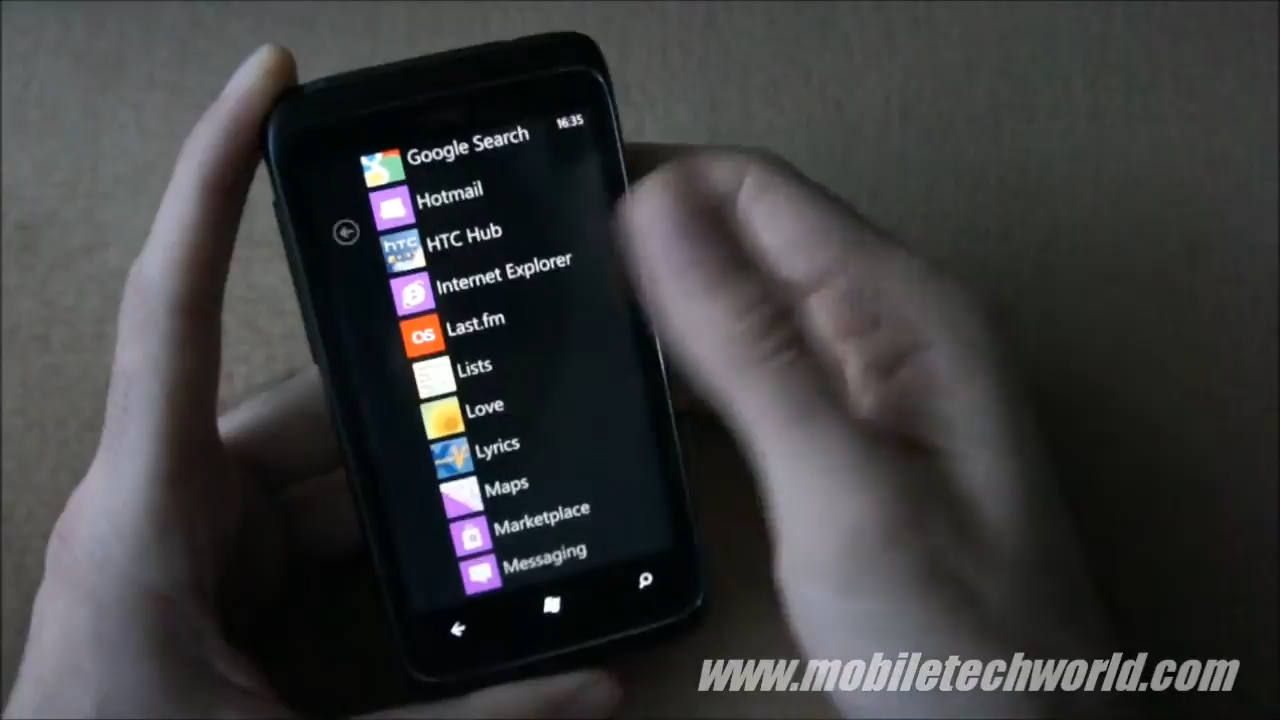 16:35
Google Search
Hotmail
hTC HTC Hub
Internet Explorer
Last.fm
Lists
Love
Lyrics
Maps
Marketplace
Messaging
www.mobiletechworld.com